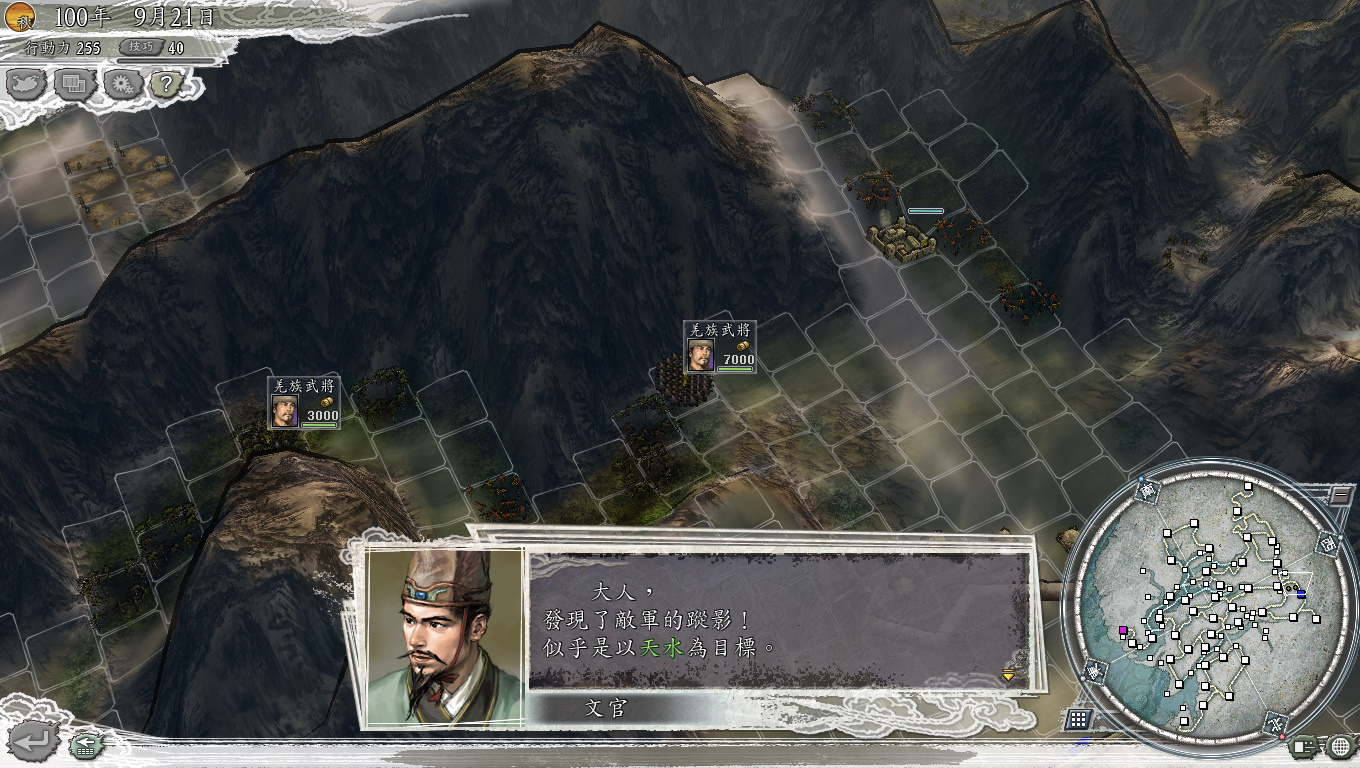 秋 100年 9月21日
行動力 255 技巧 40
?
羌族武將
7000
羌族武將
3000
大人，
發現了敵軍的蹤影！
似乎是以天水為目標。
文官